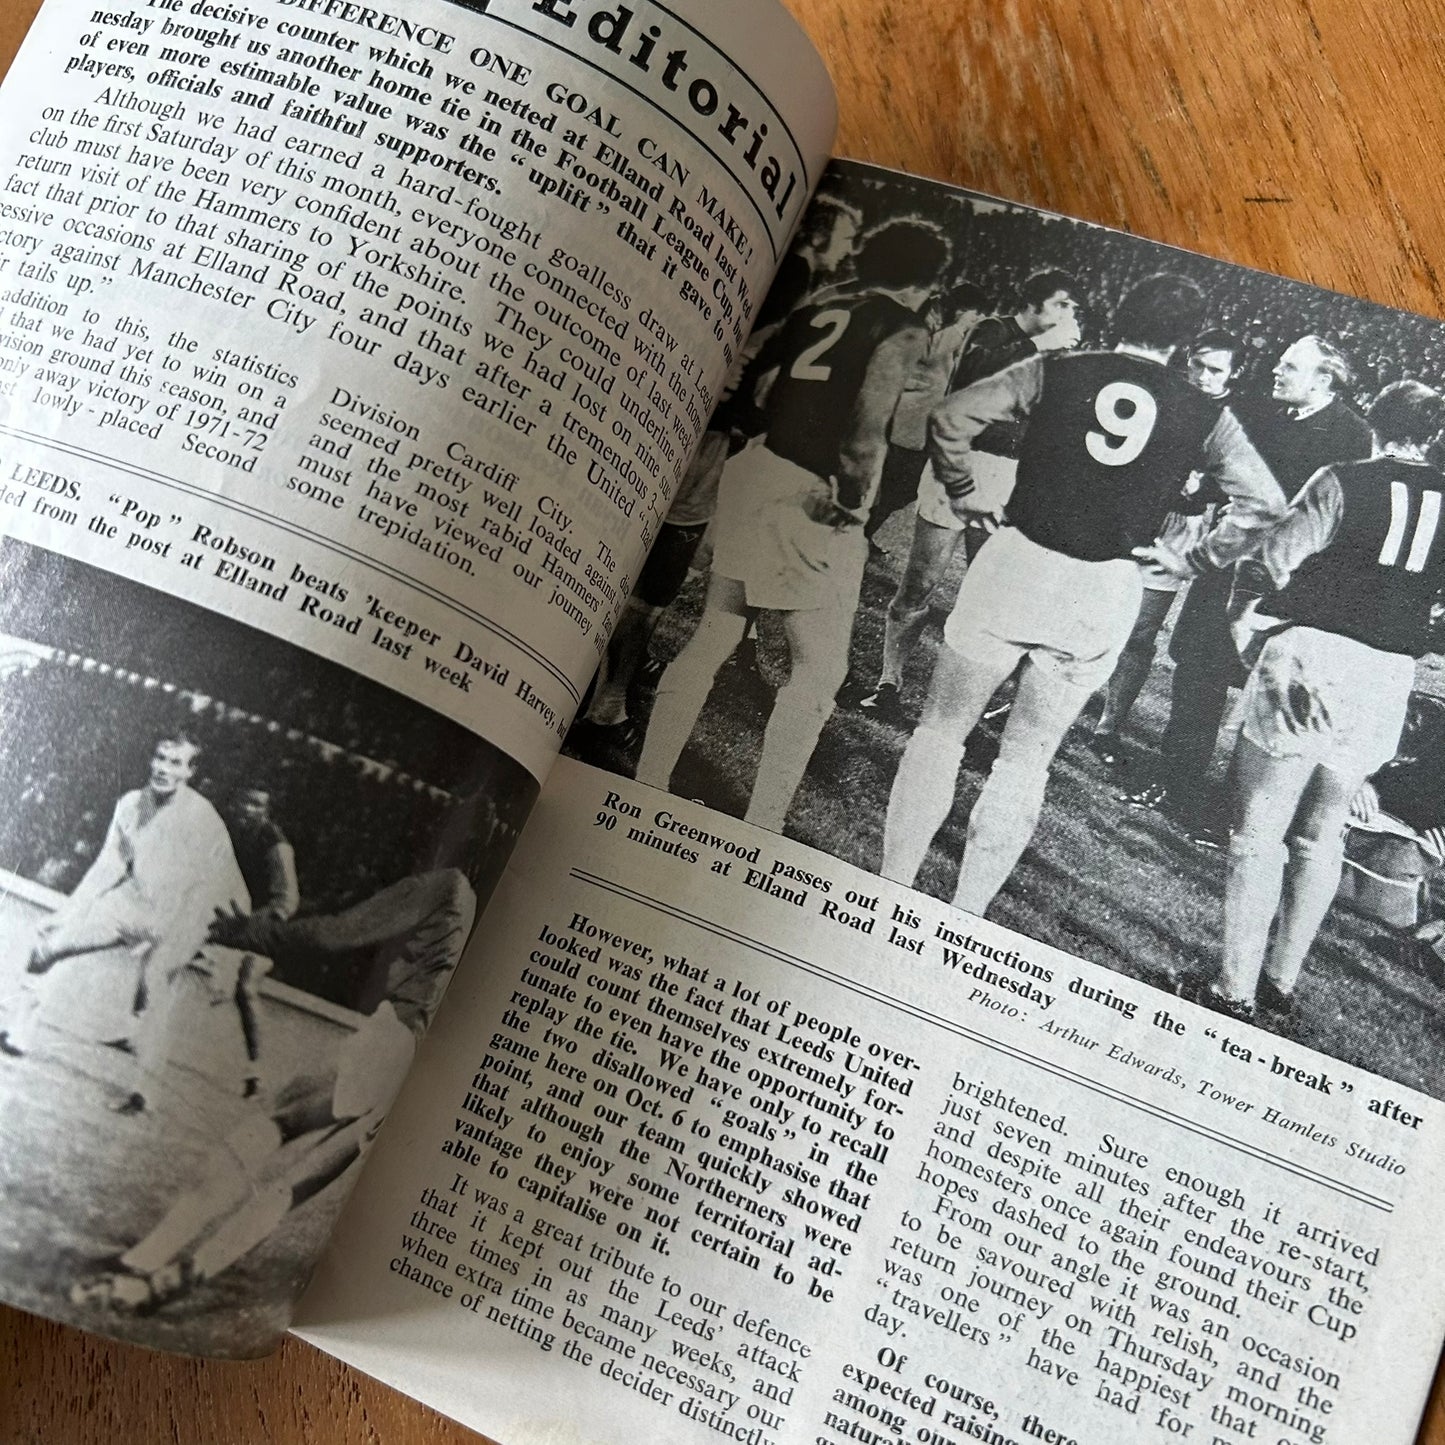 Editorial
DIFFERENCE ONE GOAL CAN MAKE!
The decisive counter which we netted at Elland Road last Wed-
nesday brought us another home tie in the Football League Cup, but
of even more estimable value was the "uplift" that it gave to our
players, officials and faithful supporters.
Although we had earned a hard-fought goalless draw at Leeds
on the first Saturday of this month, everyone connected with the home
club must have been very confident about the outcome of last week's
return visit of the Hammers to Yorkshire. They could underline the
fact that prior to that sharing of the points we had lost on nine suc-
cessive occasions at Elland Road, and that after a tremendous 3—
victory against Manchester City four days earlier the United "had
tails up."
addition to this, the statistics
that we had yet to win on a
ground this season, and
only away victory of 1971-72
lowly-placed Second
Division Cardiff City. The
seemed pretty well loaded against
and the most rabid Hammers'
must have viewed our journey with
some trepidation.
LEEDS. "Pop" Robson beats 'keeper David Harvey,
from the post at Elland Road last week
2
9
11
Ron Greenwood passes out his instructions during the "tea-break" after
90 minutes at Elland Road last Wednesday
Photo: Arthur Edwards, Tower Hamlets Studio
However, what a lot of people over-
looked was the fact that Leeds United
could count themselves extremely for-
tunate to even have the opportunity to
replay the tie. We have only to recall
the two disallowed "goals" in the
game here on Oct. 6 to emphasise that
point, and our team quickly showed
that although the Northerners were
likely to enjoy some territorial ad-
vantage they were not certain to be
able to capitalise on it.
It was a great tribute to our defence
that it kept out the Leeds' attack
three times in as many weeks, and
when extra time became necessary our
chance of netting the decider distinctly
brightened. Sure enough it arrived
just seven minutes after the re-start,
and despite all their endeavours the
homesters once again found their Cup
hopes dashed to the ground.
From our angle it was an occasion
to be savoured with relish, and the
return journey on Thursday morning
was one of the happiest that
"travellers" have had for
day.
Of course, there
expected raising
among our